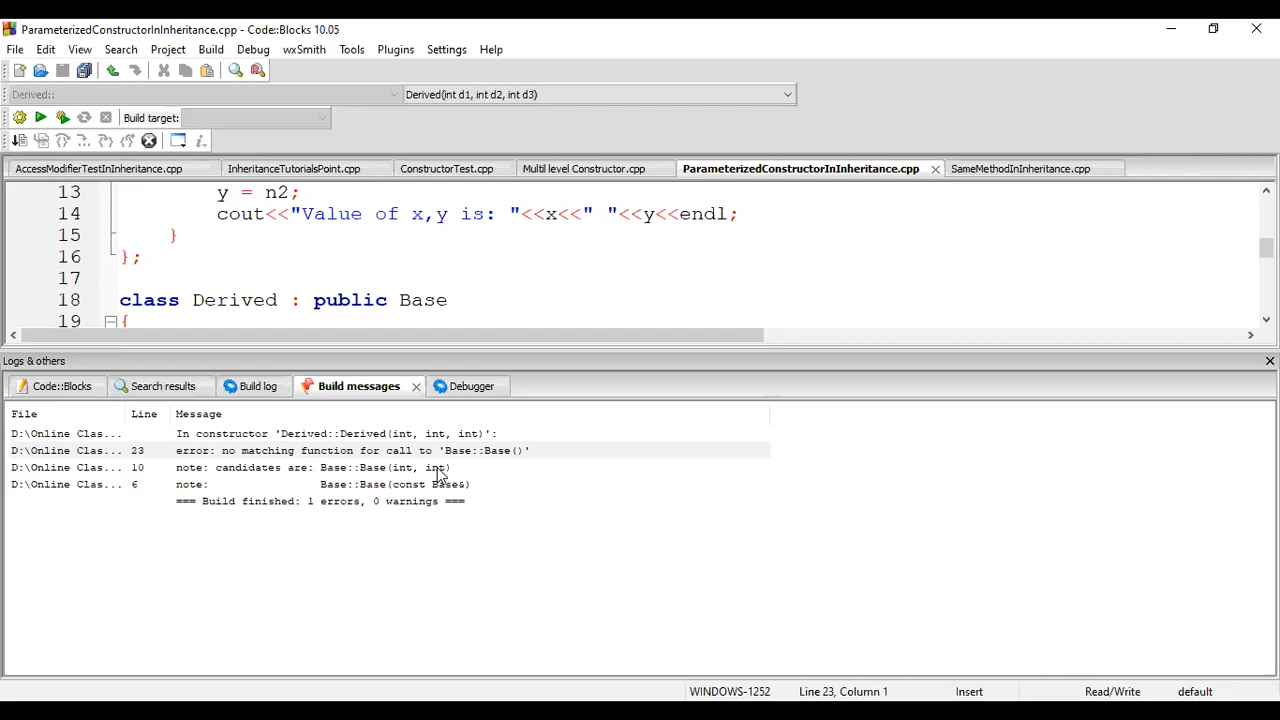 ParameterizedConstructorInInheritance.cpp - Code::Blocks 10.05
File Edit View Search Project Build Debug wxSmith Tools Plugins Settings Help
Derived:: Derived(int d1, int d2, int d3)
Build target:
AccessModifierTestInInheritance.cpp InheritanceTutorialsPoint.cpp ConstructorTest.cpp Multil level Constructor.cpp ParameterizedConstructorInInheritance.cpp SameMethodInInheritance.cpp
13 y = n2;
14 cout<<"Value of x,y is: "<<x<<" "<<y<<endl;
15 }
16 };
17
18 class Derived : public Base
19 {
Logs & others
Code::Blocks Search results Build log Build messages Debugger
File Line Message
D:\Online Clas... In constructor 'Derived::Derived(int, int, int)':
D:\Online Clas... 23 error: no matching function for call to 'Base::Base()'
D:\Online Clas... 10 note: candidates are: Base::Base(int, int)
D:\Online Clas... 6 note: Base::Base(const Base&)
=== Build finished: 1 errors, 0 warnings ===
WINDOWS-1252 Line 23, Column 1 Insert Read/Write default